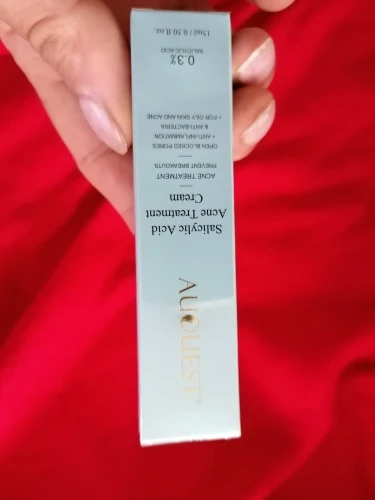 AUQUEST®
Salicylic Acid
Acne Treatment
Cream
ACNE TREATMENT
PREVENT BREAKOUTS
OPEN BLOCKED PORES
+ ANTI-INFLAMMATION
& ANTI-BACTERIA
+ FOR OILY SKIN AND ACNE
0.3%
SALICYLIC ACID
15ml / 0.50 fl.oz.